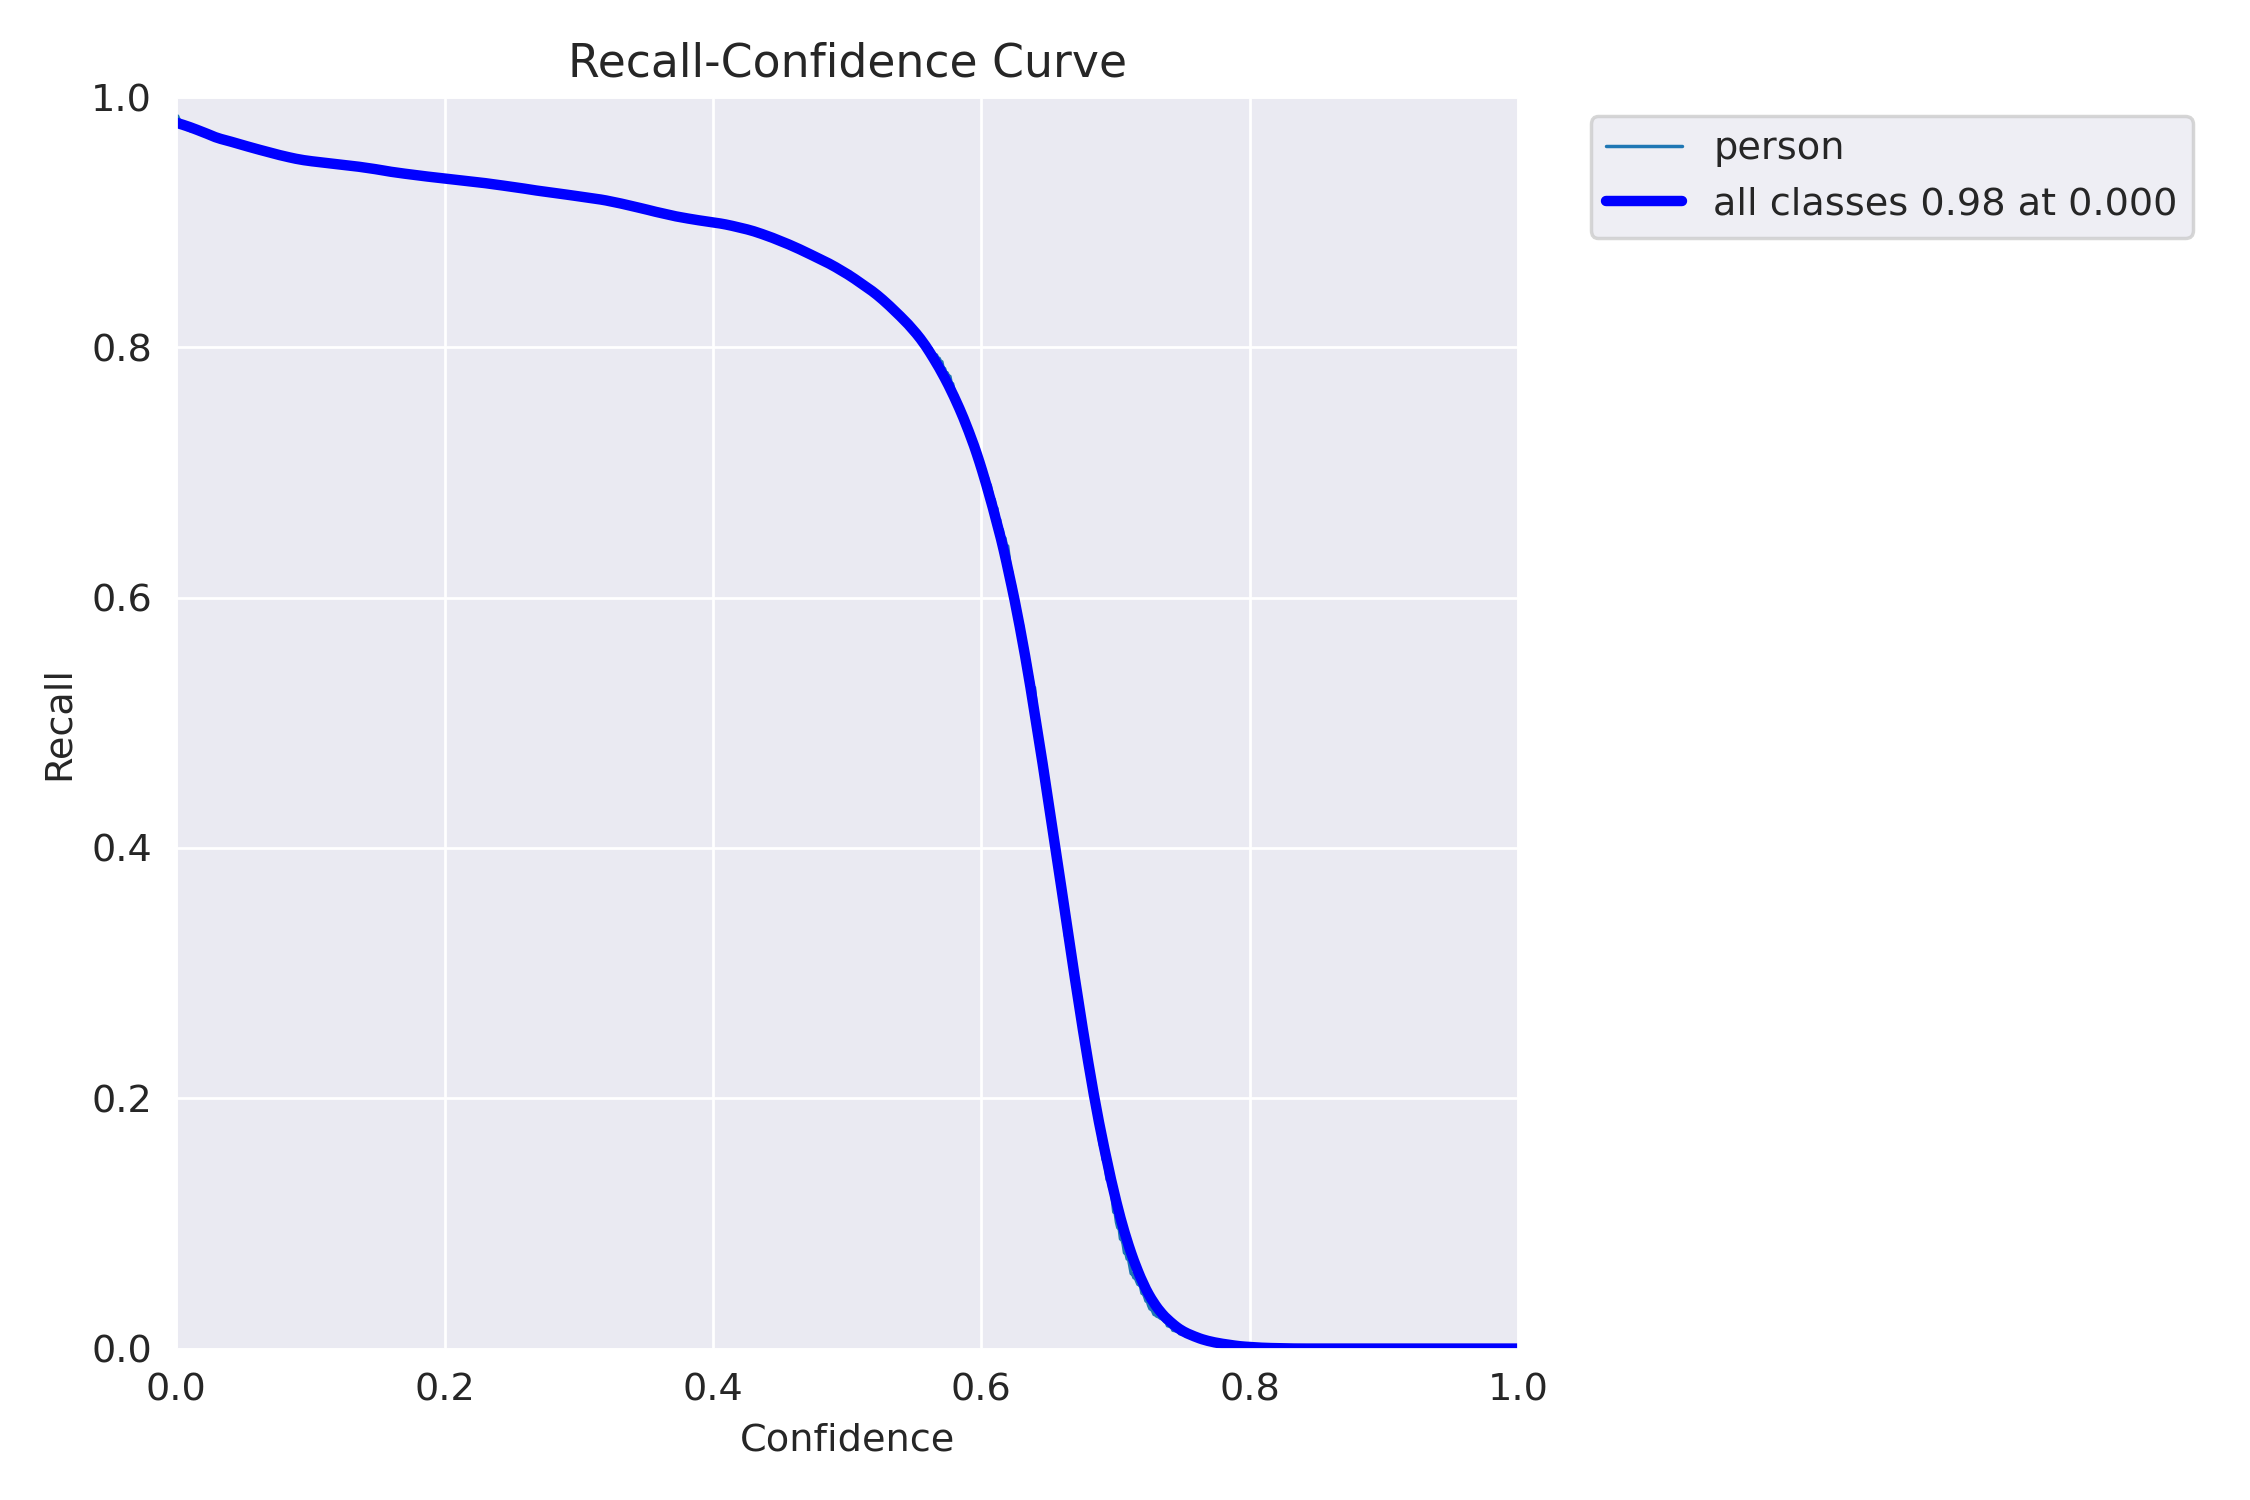 Recall-Confidence Curve
1.0
0.8
0.6
0.4
0.2
0.0
Recall
0.0 0.2 0.4 0.6 0.8 1.0
Confidence
person
all classes 0.98 at 0.000